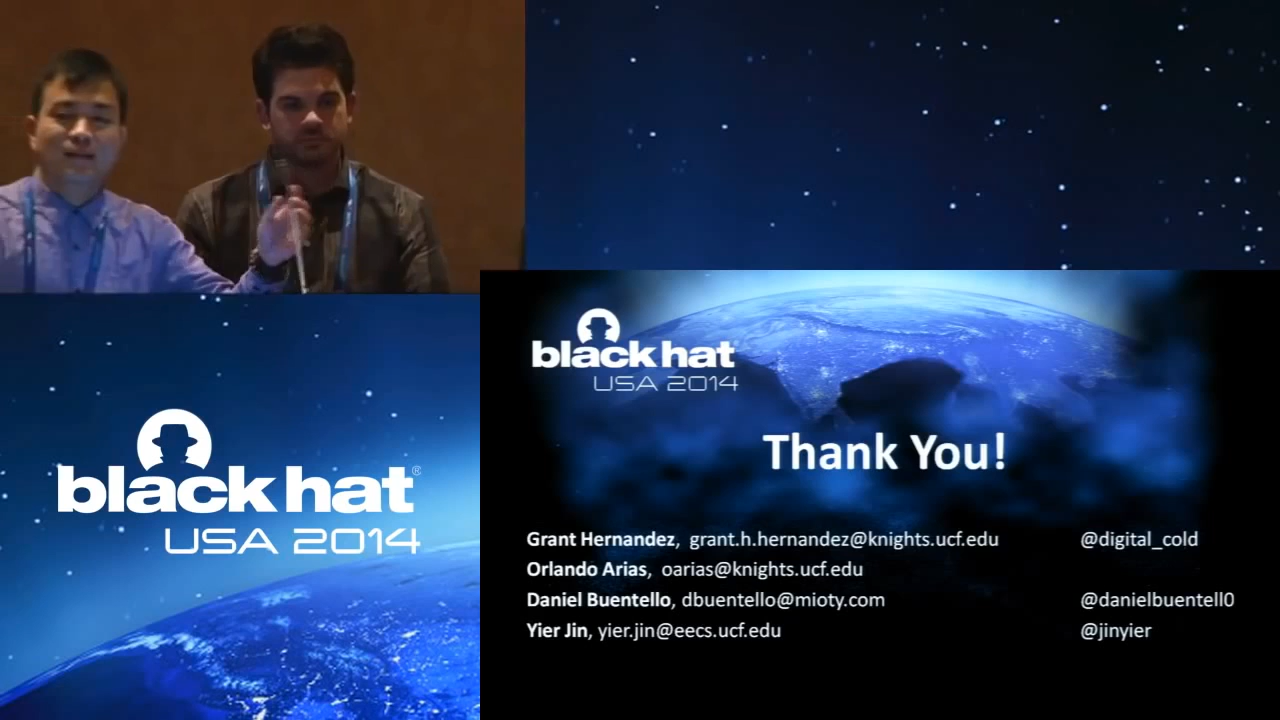 black hat
USA 2014
Thank You!
Grant Hernandez, grant.h.hernandez@knights.ucf.edu @digital_cold
Orlando Arias, oarias@knights.ucf.edu
Daniel Buentello, dbuentello@mioty.com @danielbuentell0
Yier Jin, yier.jin@eecs.ucf.edu @jinyier
black hat®
USA 2014